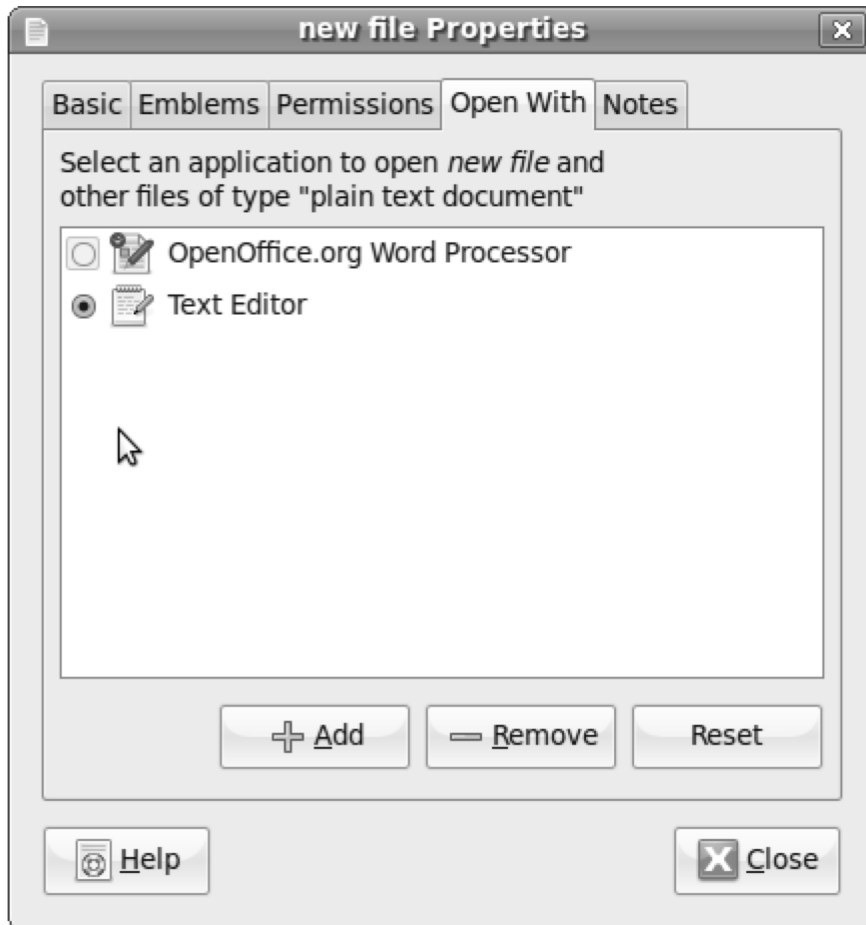 new file Properties
Basic Emblems Permissions Open With Notes
Select an application to open new file and
other files of type "plain text document"
OpenOffice.org Word Processor
Text Editor
Add Remove Reset
Help Close